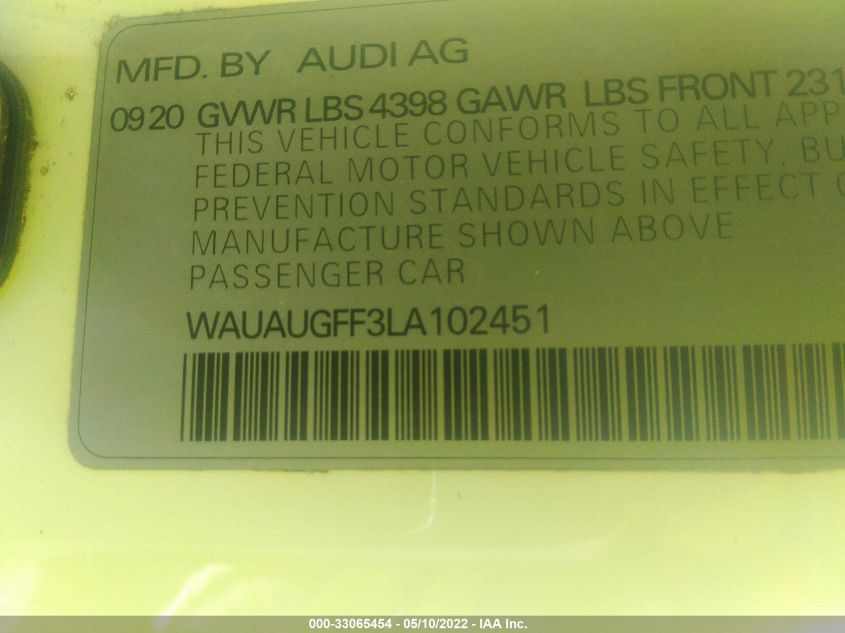 MFD. BY AUDI AG
09 20 GVWR LBS 4398 GAWR LBS FRONT 231
THIS VEHICLE CONFORMS TO ALL APP
FEDERAL MOTOR VEHICLE SAFETY, BU
PREVENTION STANDARDS IN EFFECT
MANUFACTURE SHOWN ABOVE
PASSENGER CAR
WAUAUGFF3LA102451
000-33065454 - 05/10/2022 - IAA Inc.